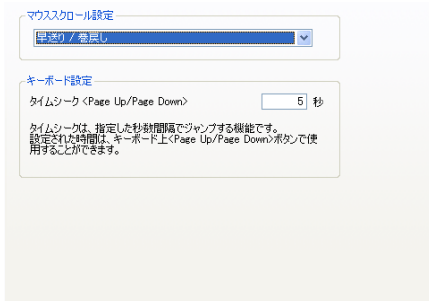 マウススクロール設定
早送り / 巻戻し
キーボード設定
タイムシーク <Page Up/Page Down>
5 秒
タイムシークは、指定した秒数間隔でジャンプする機能です。
設定された時間は、キーボード上<Page Up/Page Down>ボタンで使
用することができます。